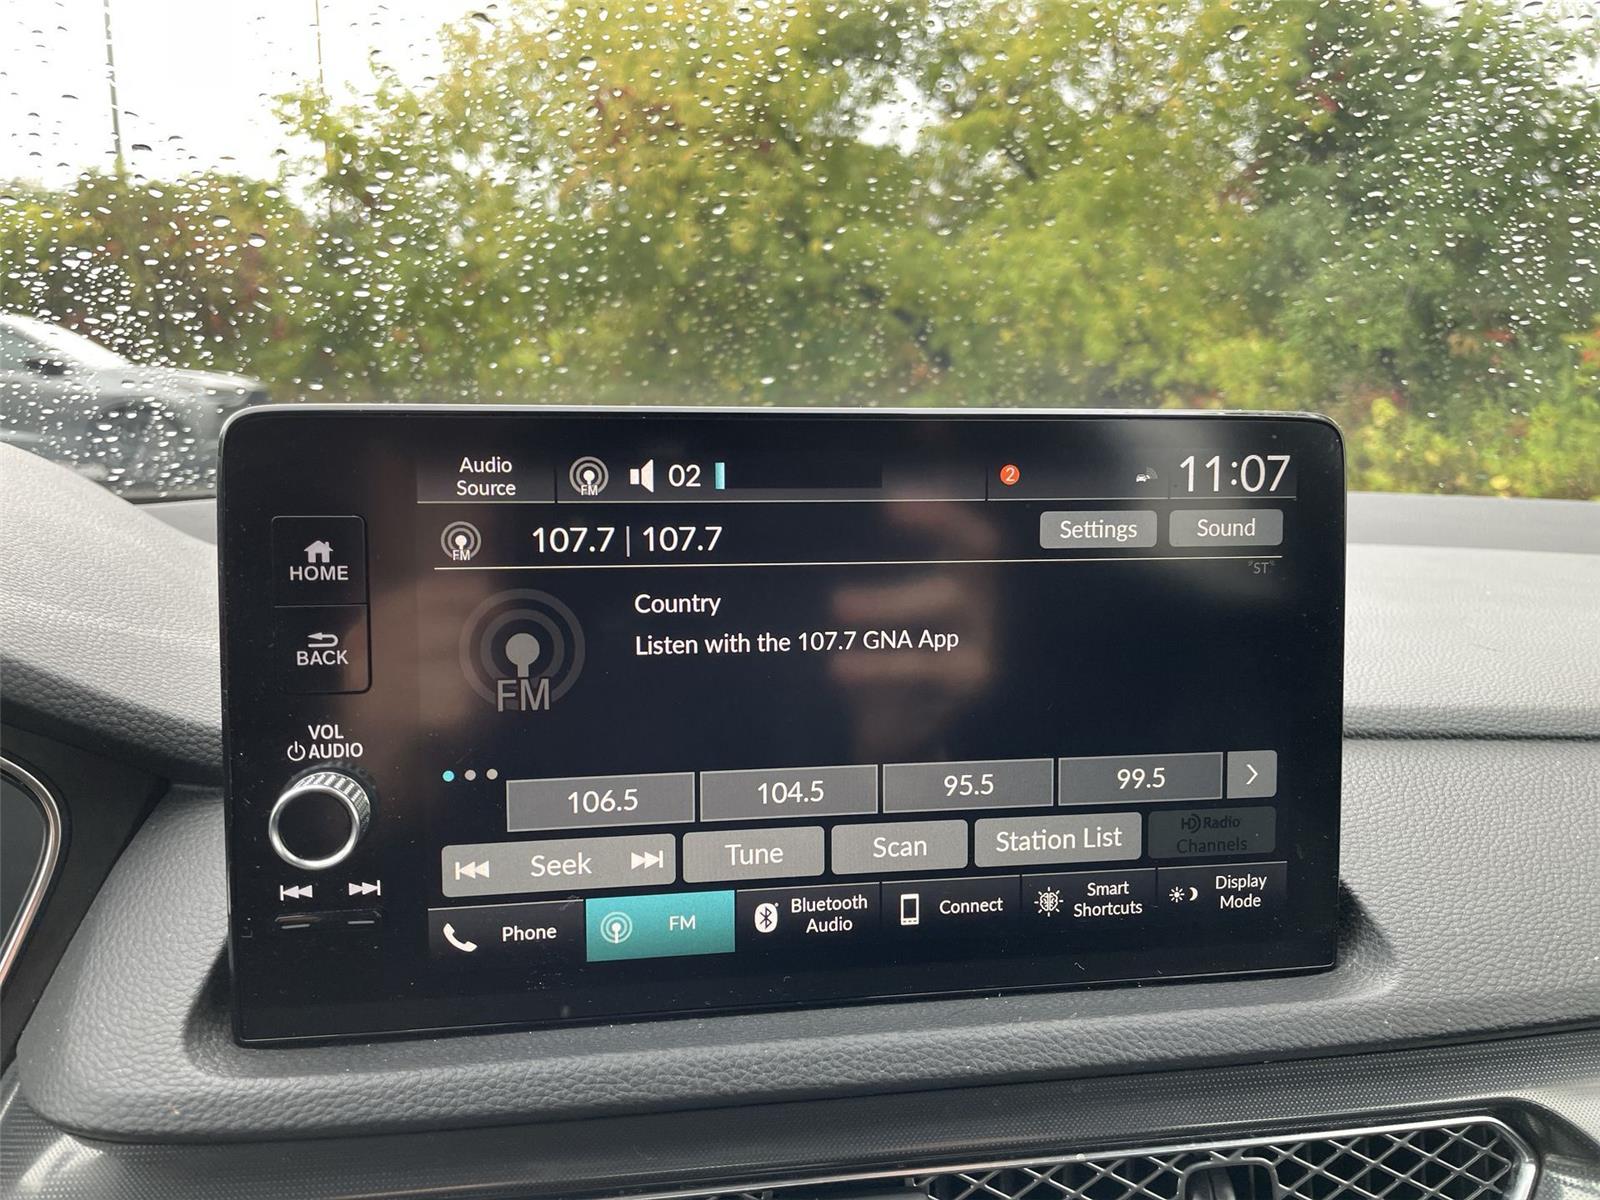 Audio
Source
FM
02
2
11:07
FM
107.7 | 107.7
Settings
Sound
ST
HOME
BACK
VOL
AUDIO
FM
Country
Listen with the 107.7 GNA App
106.5
104.5
95.5
99.5
Seek
Tune
Scan
Station List
HD Radio
Channels
Phone
FM
Bluetooth
Audio
Connect
Smart
Shortcuts
Display
Mode